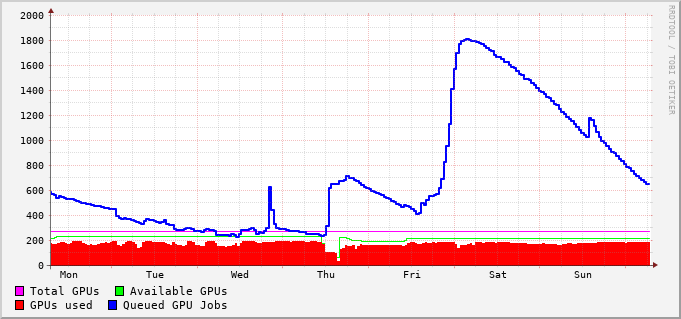 2000
1800
1600
1400
1200
1000
800
600
400
200
0
Mon Tue Wed Thu Fri Sat Sun
Total GPUs Available GPUs
GPUs used Queued GPU Jobs
RRDTOOL / TOBI OETIKER